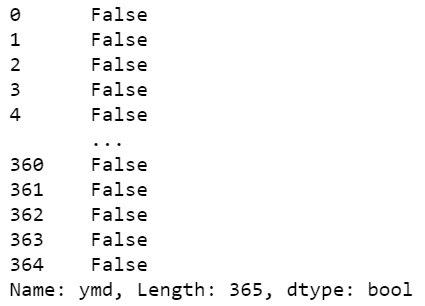 0      False
1      False
2      False
3      False
4      False
       ...
360    False
361    False
362    False
363    False
364    False
Name: ymd, Length: 365, dtype: bool